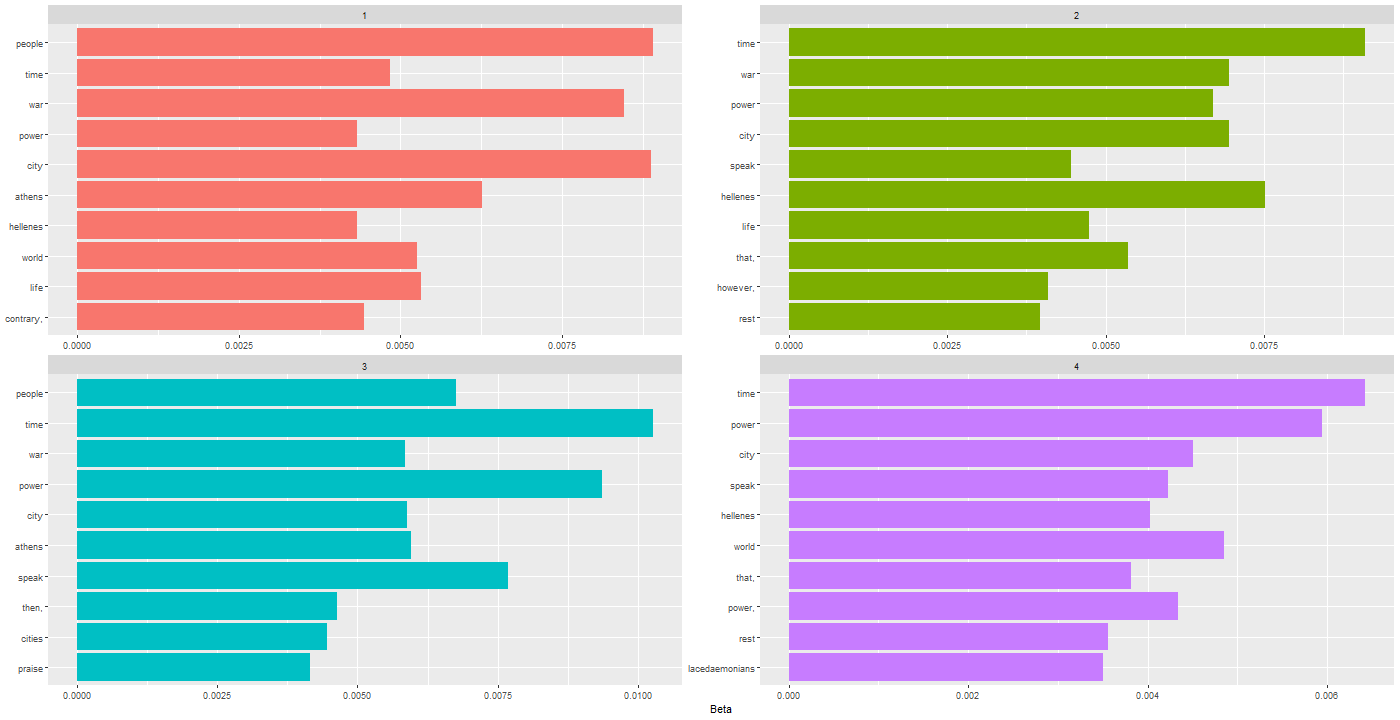 1
people
time
war
power
city
athens
hellenes
world
life
contrary,
0.0000 0.0025 0.0050 0.0075
2
time
war
power
city
speak
hellenes
life
that,
however,
rest
0.0000 0.0025 0.0050 0.0075
3
people
time
war
power
city
athens
speak
then,
cities
praise
0.0000 0.0025 0.0050 0.0075 0.0100
4
time
power
city
speak
hellenes
world
that,
power,
rest
lacedaemonians
0.000 0.002 0.004 0.006
Beta